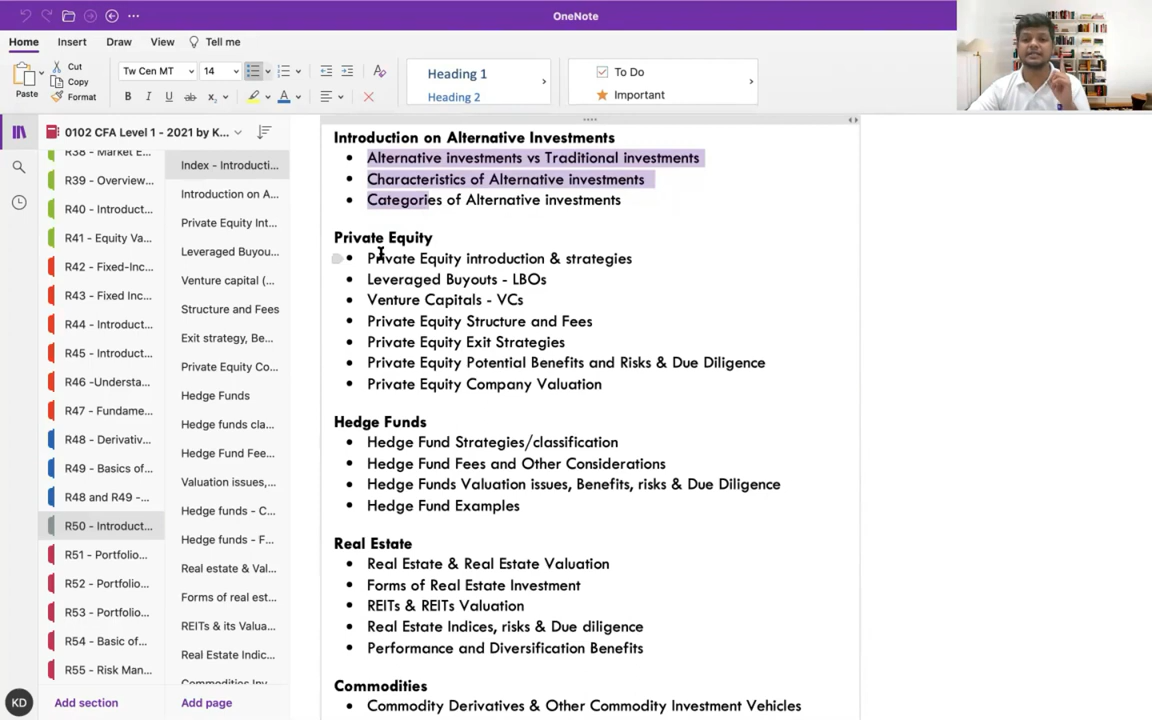 OneNote
Home Insert Draw View Tell me
Paste
Cut
Copy
Format
Tw Cen MT 14
B I U ab x₂ A
Heading 1
Heading 2
To Do
Important
0102 CFA Level 1 - 2021 by K...
R38 - Market E...
R39 - Overview...
R40 - Introduct...
R41 - Equity Va...
R42 - Fixed-Inc...
R43 - Fixed Inc...
R44 - Introduct...
R45 - Introduct...
R46 -Understa...
R47 - Fundame...
R48 - Derivativ...
R49 - Basics of...
R48 and R49 -...
R50 - Introduct...
R51 - Portfolio...
R52 - Portfolio...
R53 - Portfolio...
R54 - Basic of...
R55 - Risk Man...
KD
Add section
Index - Introducti...
Introduction on A...
Private Equity Int...
Leveraged Buyou...
Venture capital (...
Structure and Fees
Exit strategy, Be...
Private Equity Co...
Hedge Funds
Hedge funds cla...
Hedge Fund Fee...
Valuation issues,...
Hedge funds - C...
Hedge funds - F...
Real estate & Val...
Forms of real est...
REITs & its Valua...
Real Estate Indic...
Commodities Inv...
Add page
Introduction on Alternative Investments
• Alternative investments vs Traditional investments
• Characteristics of Alternative investments
• Categories of Alternative investments
Private Equity
• Private Equity introduction & strategies
• Leveraged Buyouts - LBOs
• Venture Capitals - VCs
• Private Equity Structure and Fees
• Private Equity Exit Strategies
• Private Equity Potential Benefits and Risks & Due Diligence
• Private Equity Company Valuation
Hedge Funds
• Hedge Fund Strategies/classification
• Hedge Fund Fees and Other Considerations
• Hedge Funds Valuation issues, Benefits, risks & Due Diligence
• Hedge Fund Examples
Real Estate
• Real Estate & Real Estate Valuation
• Forms of Real Estate Investment
• REITs & REITs Valuation
• Real Estate Indices, risks & Due diligence
• Performance and Diversification Benefits
Commodities
• Commodity Derivatives & Other Commodity Investment Vehicles